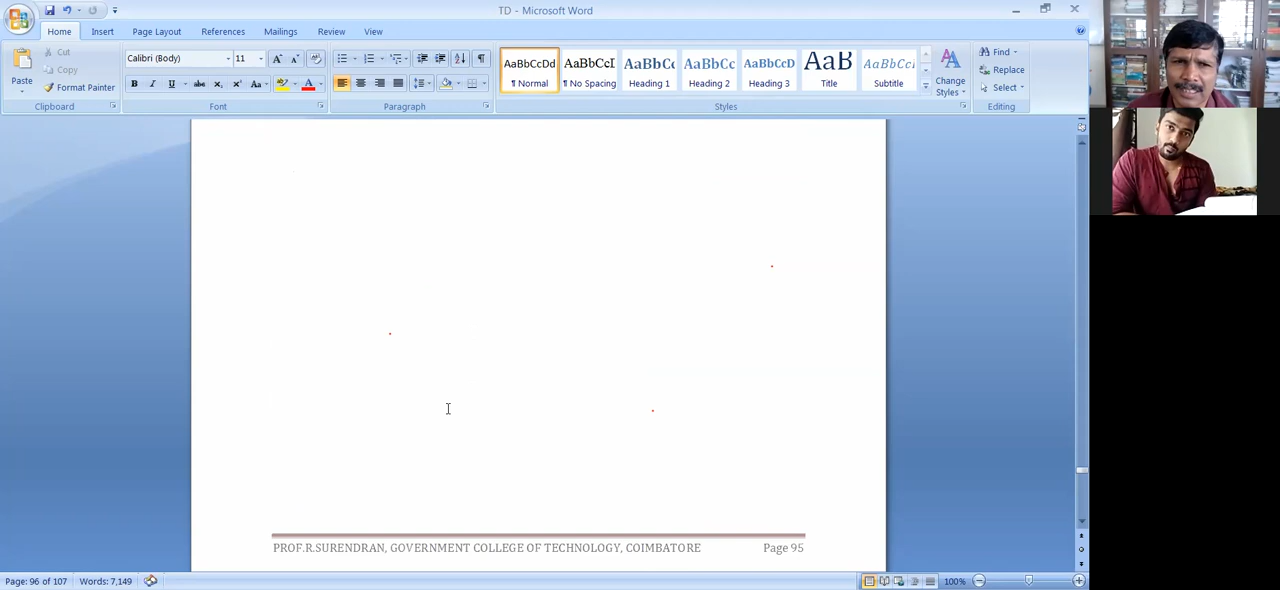 TD - Microsoft Word
Home Insert Page Layout References Mailings Review View
Cut
Copy
Format Painter
Paste
Clipboard
Calibri (Body) 11
Font
Paragraph
AaBbCcDd AaBbCcI AaBbC AaBbCc AaBbCcD AaB AaBbCcI
¶ Normal ¶ No Spacing Heading 1 Heading 2 Heading 3 Title Subtitle
Change
Styles
Styles
Find
Replace
Select
Editing
PROF.R.SURENDRAN, GOVERNMENT COLLEGE OF TECHNOLOGY, COIMBATORE Page 95
Page: 96 of 107 Words: 7,149 100%